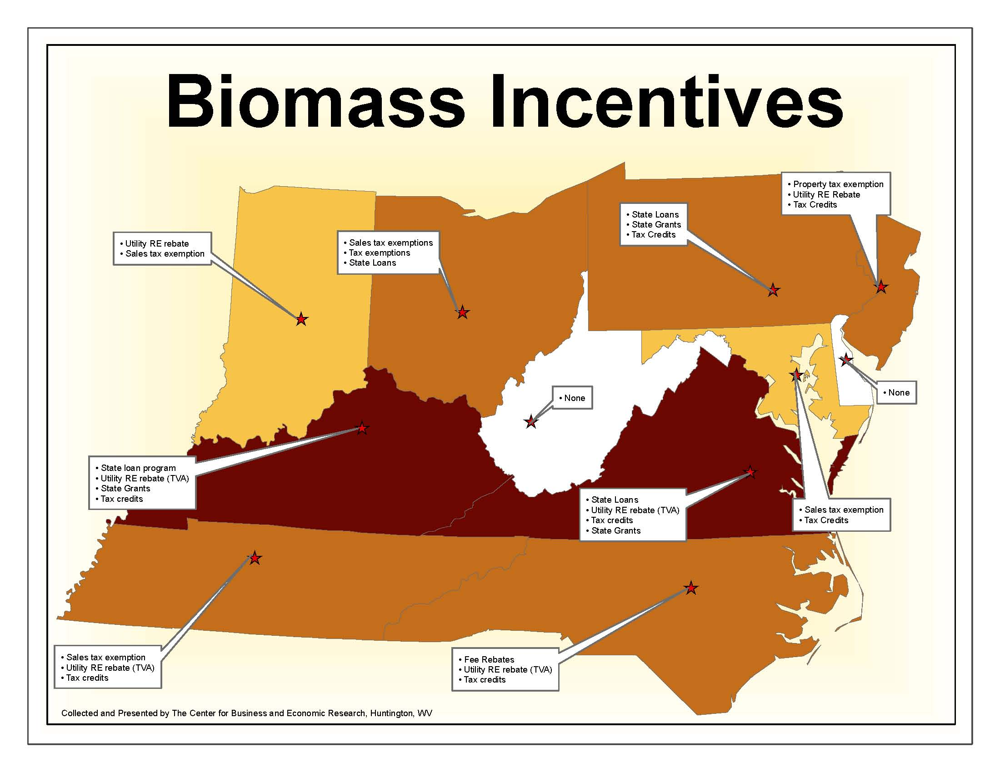 Biomass Incentives
• Property tax exemption
• Utility RE Rebate
• Tax Credits
• State Loans
• State Grants
• Tax Credits
• Utility RE rebate
• Sales tax exemption
• Sales tax exemptions
• Tax exemptions
• State Loans
• None
• None
• State loan program
• Utility RE rebate (TVA)
• State Grants
• Tax credits
• State Loans
• Utility RE rebate (TVA)
• Tax credits
• State Grants
• Sales tax exemption
• Tax Credits
• Sales tax exemption
• Utility RE rebate (TVA)
• Tax credits
• Fee Rebates
• Utility RE rebate (TVA)
• Tax credits
Collected and Presented by The Center for Business and Economic Research, Huntington, WV